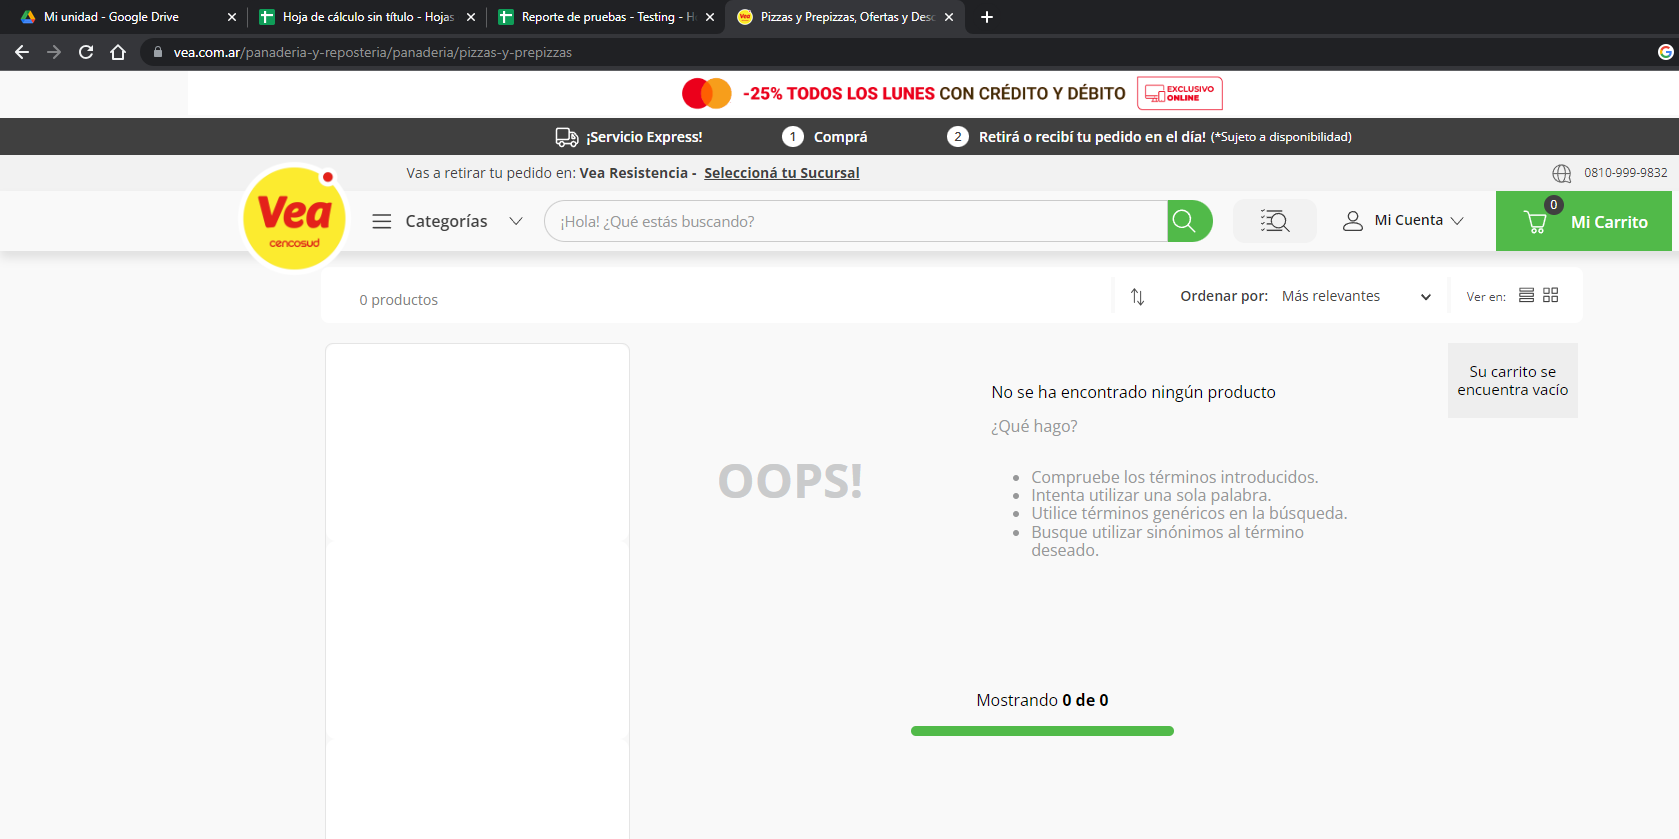 Mi unidad - Google Drive
Hoja de cálculo sin título - Hojas
Reporte de pruebas - Testing - H
Pizzas y Prepizzas, Ofertas y Desc
vea.com.ar/panaderia-y-reposteria/panaderia/pizzas-y-prepizzas
-25% TODOS LOS LUNES CON CRÉDITO Y DÉBITO
EXCLUSIVO
ONLINE
¡Servicio Express!
1 Comprá
2 Retirá o recibí tu pedido en el día! (*Sujeto a disponibilidad)
Vas a retirar tu pedido en: Vea Resistencia - Seleccioná tu Sucursal
0810-999-9832
Vea
cencosud
Categorías
¡Hola! ¿Qué estás buscando?
Mi Cuenta
0
Mi Carrito
0 productos
Ordenar por: Más relevantes
Ver en:
Su carrito se
encuentra vacío
No se ha encontrado ningún producto
¿Qué hago?
OOPS!
Compruebe los términos introducidos.
Intenta utilizar una sola palabra.
Utilice términos genéricos en la búsqueda.
Busque utilizar sinónimos al término
deseado.
Mostrando 0 de 0